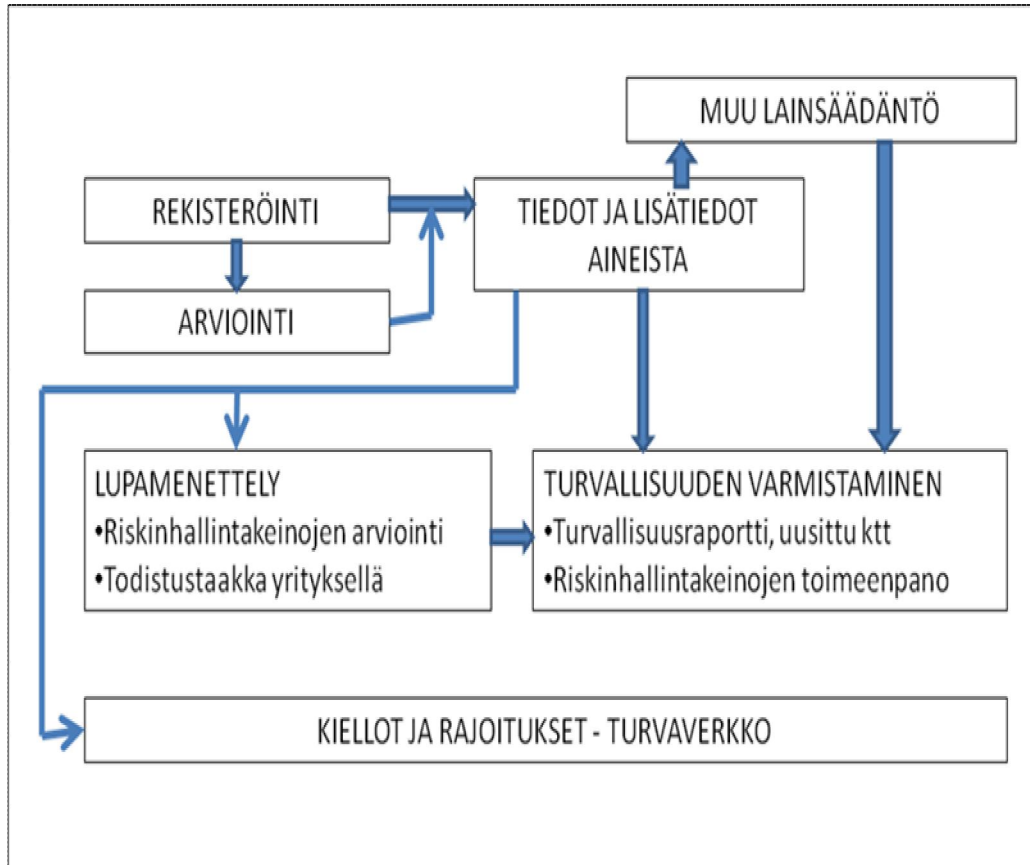 MUU LAINSÄÄDÄNTÖ
REKISTERÖINTI
TIEDOT JA LISÄTIEDOT
AINEISTA
ARVIOINTI
LUPAMENETTELY
•Riskinhallintakeinojen arviointi
•Todistustaakka yrityksellä
TURVALLISUUDEN VARMISTAMINEN
•Turvallisuusraportti, uusittu ktt
•Riskinhallintakeinojen toimeenpano
KIELLOT JA RAJOITUKSET - TURVAVERKKO